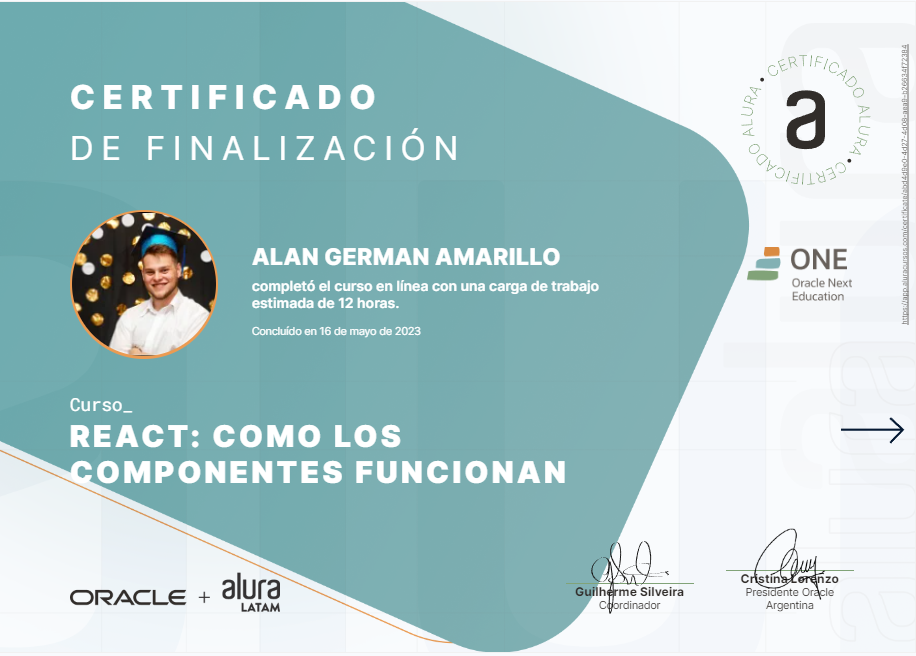 CERTIFICADO
DE FINALIZACIÓN
CERTIFICADO ALURA • CERTIFICADO ALURA •
a
ONE
Oracle Next
Education
ALAN GERMAN AMARILLO
completó el curso en línea con una carga de trabajo
estimada de 12 horas.
Concluído en 16 de mayo de 2023
Curso_
REACT: COMO LOS
COMPONENTES FUNCIONAN
ORACLE + alura
LATAM
Guilherme Silveira
Coordinador
Cristina Lorenzo
Presidente Oracle
Argentina